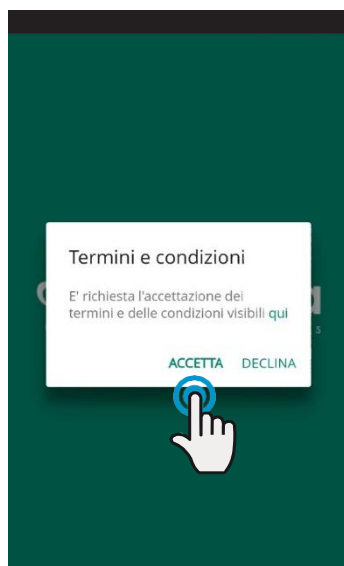 Termini e condizioni
E' richiesta l'accettazione dei
termini e delle condizioni visibili qui
ACCETTA DECLINA